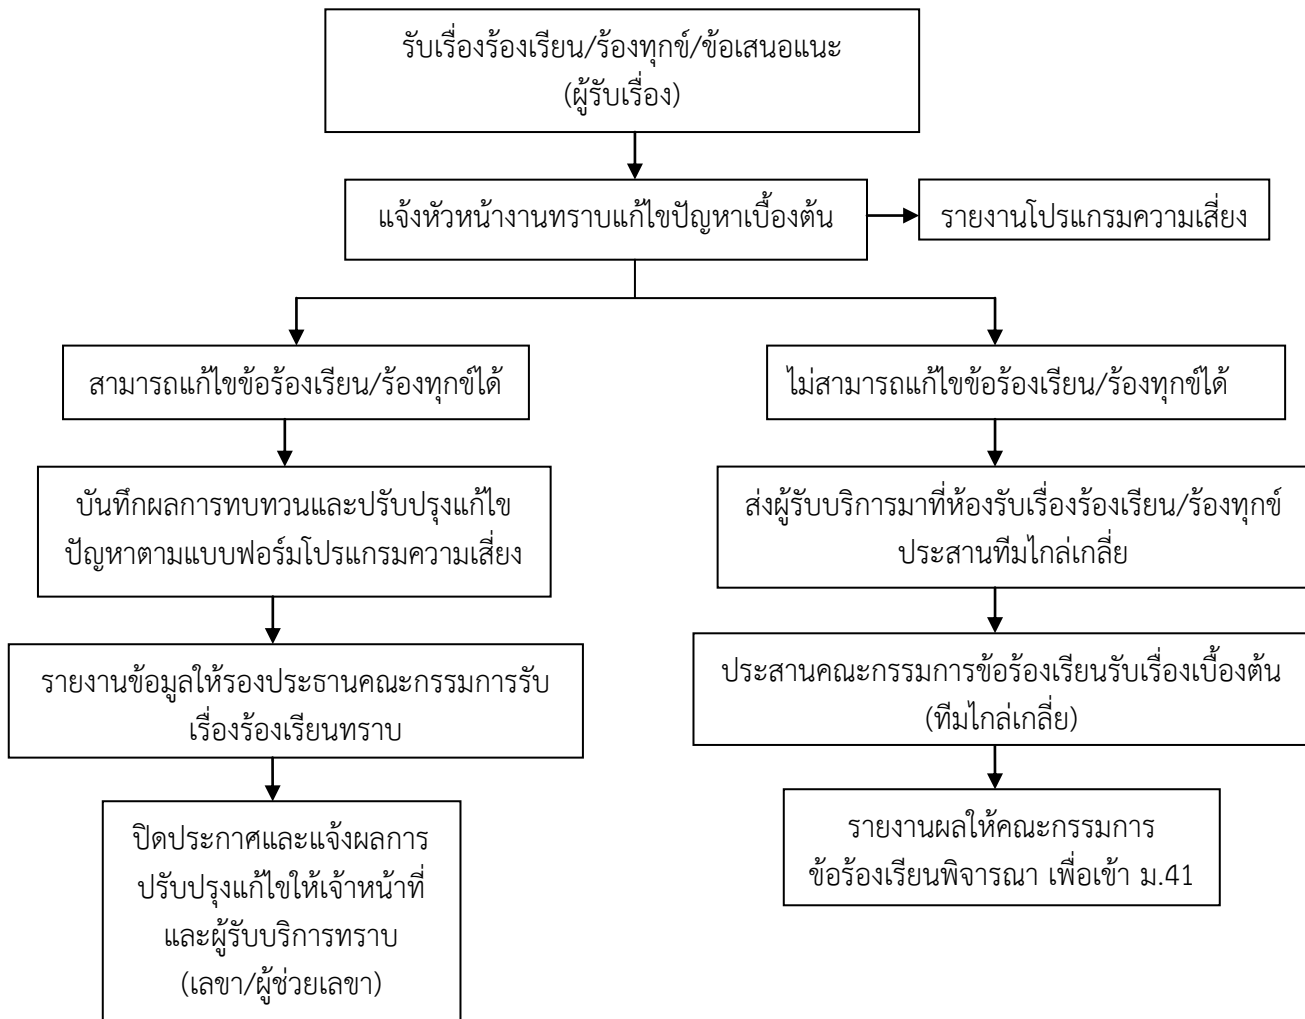 รับเรื่องร้องเรียน/ร้องทุกข์/ข้อเสนอแนะ
(ผู้รับเรื่อง)
แจ้งหัวหน้างานทราบแก้ไขปัญหาเบื้องต้น
รายงานโปรแกรมความเสี่ยง
สามารถแก้ไขข้อร้องเรียน/ร้องทุกข์ได้
บันทึกผลการทบทวนและปรับปรุงแก้ไข
ปัญหาตามแบบฟอร์มโปรแกรมความเสี่ยง
รายงานข้อมูลให้รองประธานคณะกรรมการรับ
เรื่องร้องเรียนทราบ
ปิดประกาศและแจ้งผลการ
ปรับปรุงแก้ไขให้เจ้าหน้าที่
และผู้รับบริการทราบ
(เลขา/ผู้ช่วยเลขา)
ไม่สามารถแก้ไขข้อร้องเรียน/ร้องทุกข์ได้
ส่งผู้รับบริการมาที่ห้องรับเรื่องร้องเรียน/ร้องทุกข์
ประสานทีมไกล่เกลี่ย
ประสานคณะกรรมการข้อร้องเรียนรับเรื่องเบื้องต้น
(ทีมไกล่เกลี่ย)
รายงานผลให้คณะกรรมการ
ข้อร้องเรียนพิจารณา เพื่อเข้า ม.41